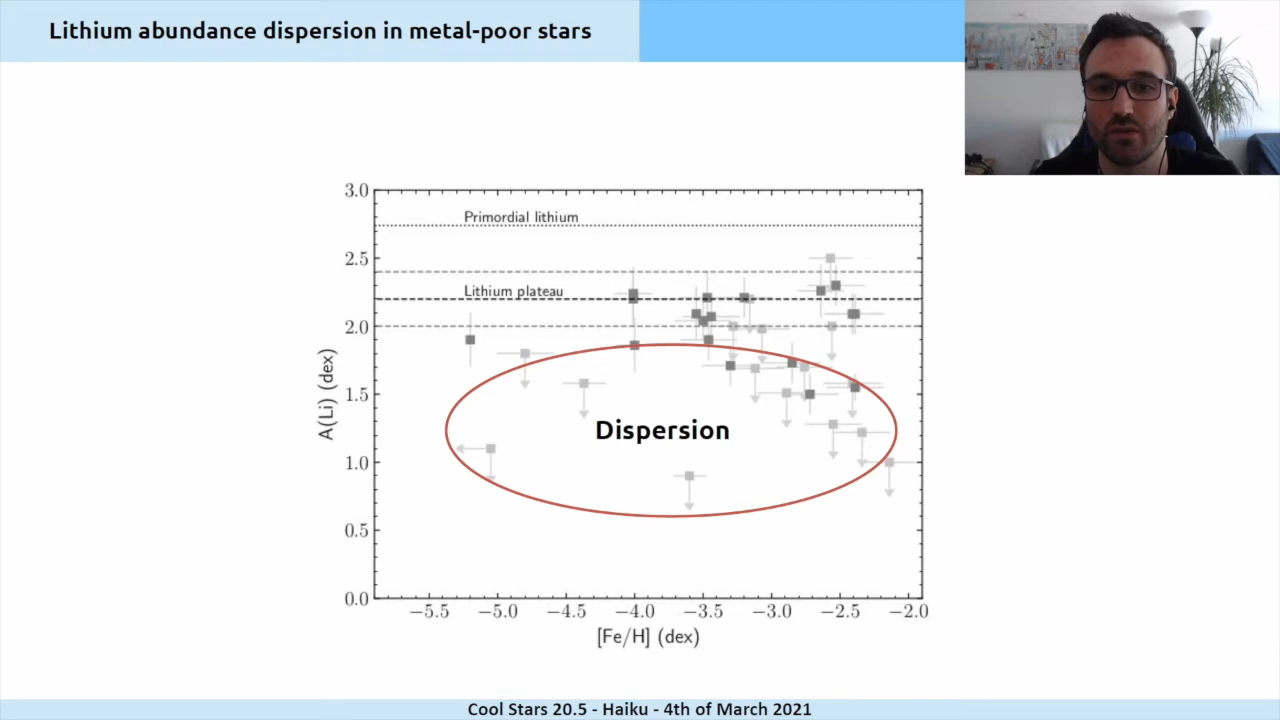 Lithium abundance dispersion in metal-poor stars
3.0
Primordial lithium
2.5
Lithium plateau
2.0
1.5
Dispersion
1.0
0.5
0.0
A(Li) (dex)
−5.5 −5.0 −4.5 −4.0 −3.5 −3.0 −2.5 −2.0
[Fe/H] (dex)
Cool Stars 20.5 - Haiku - 4th of March 2021